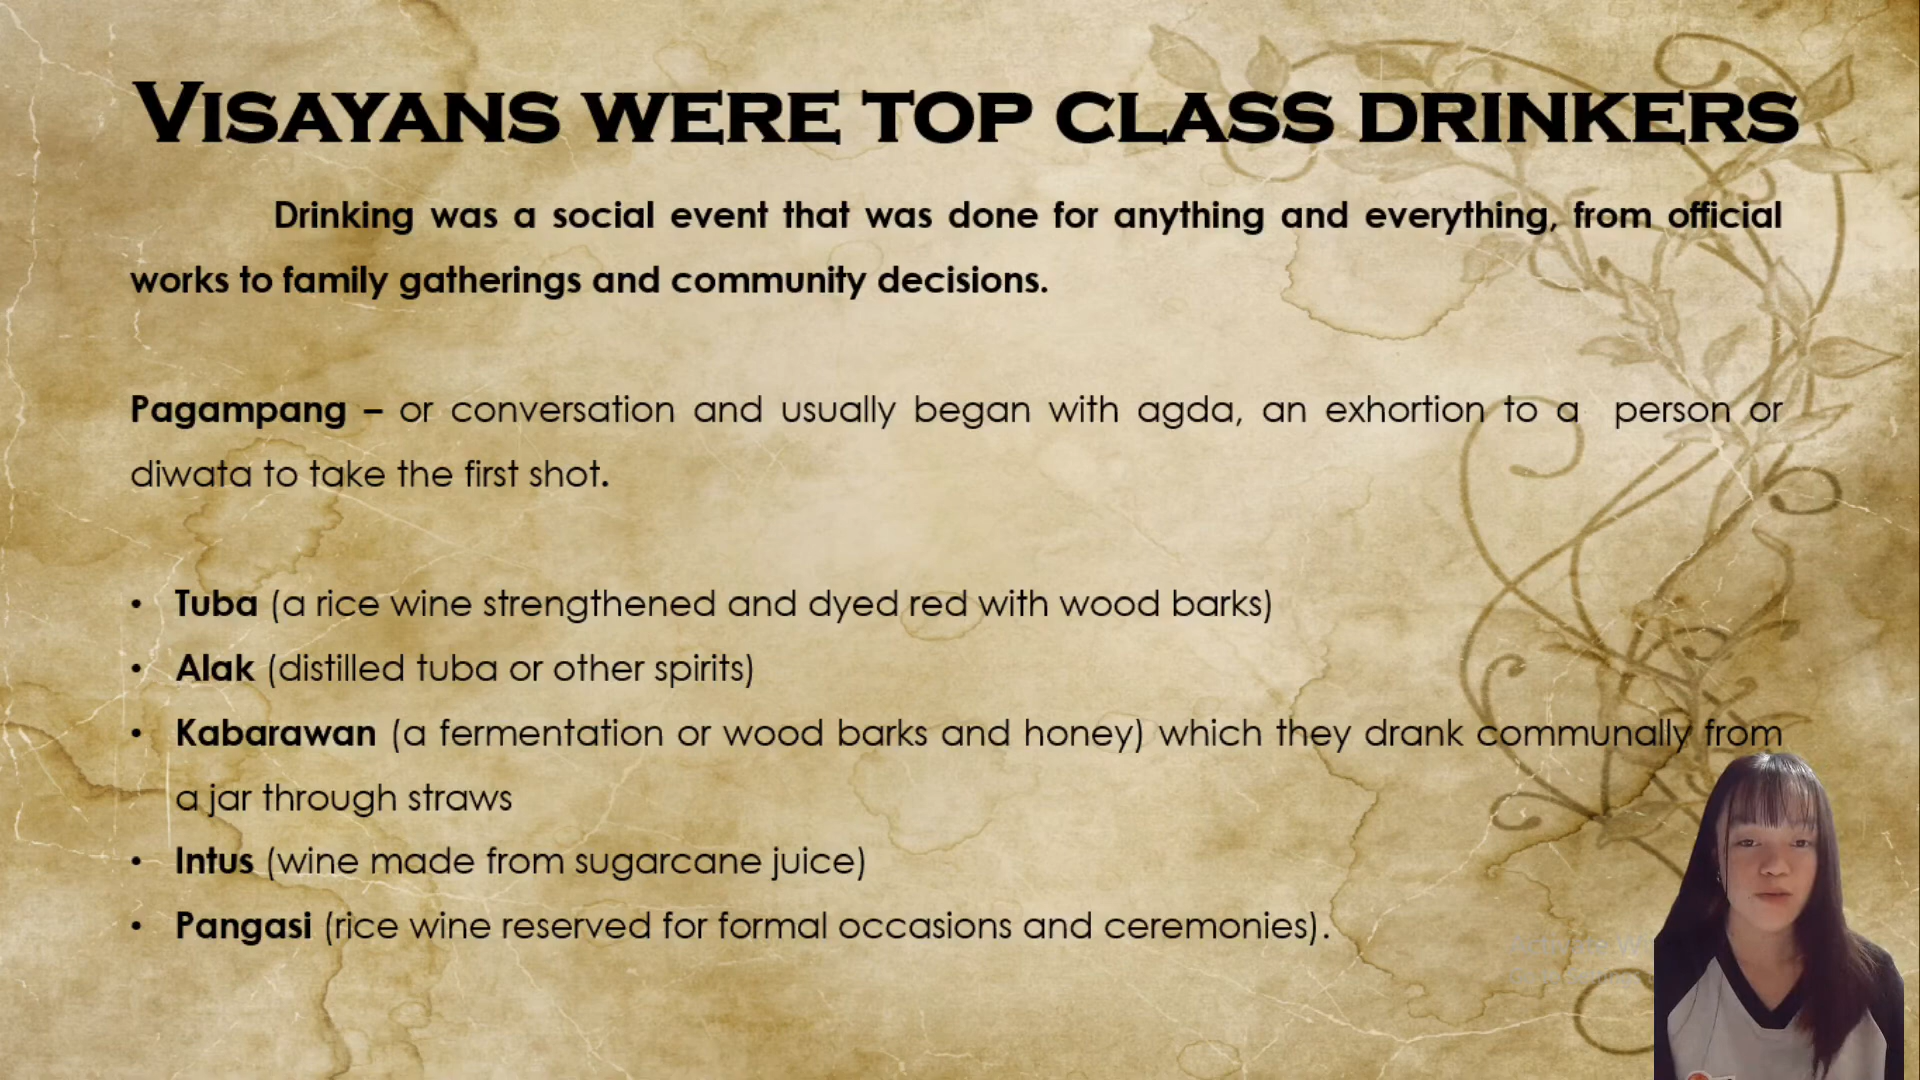 VISAYANS WERE TOP CLASS DRINKERS
Drinking was a social event that was done for anything and everything, from official
works to family gatherings and community decisions.
Pagampang – or conversation and usually began with agda, an exhortion to a person or
diwata to take the first shot.
• Tuba (a rice wine strengthened and dyed red with wood barks)
• Alak (distilled tuba or other spirits)
• Kabarawan (a fermentation or wood barks and honey) which they drank communally from
a jar through straws
• Intus (wine made from sugarcane juice)
• Pangasi (rice wine reserved for formal occasions and ceremonies).
Activate W